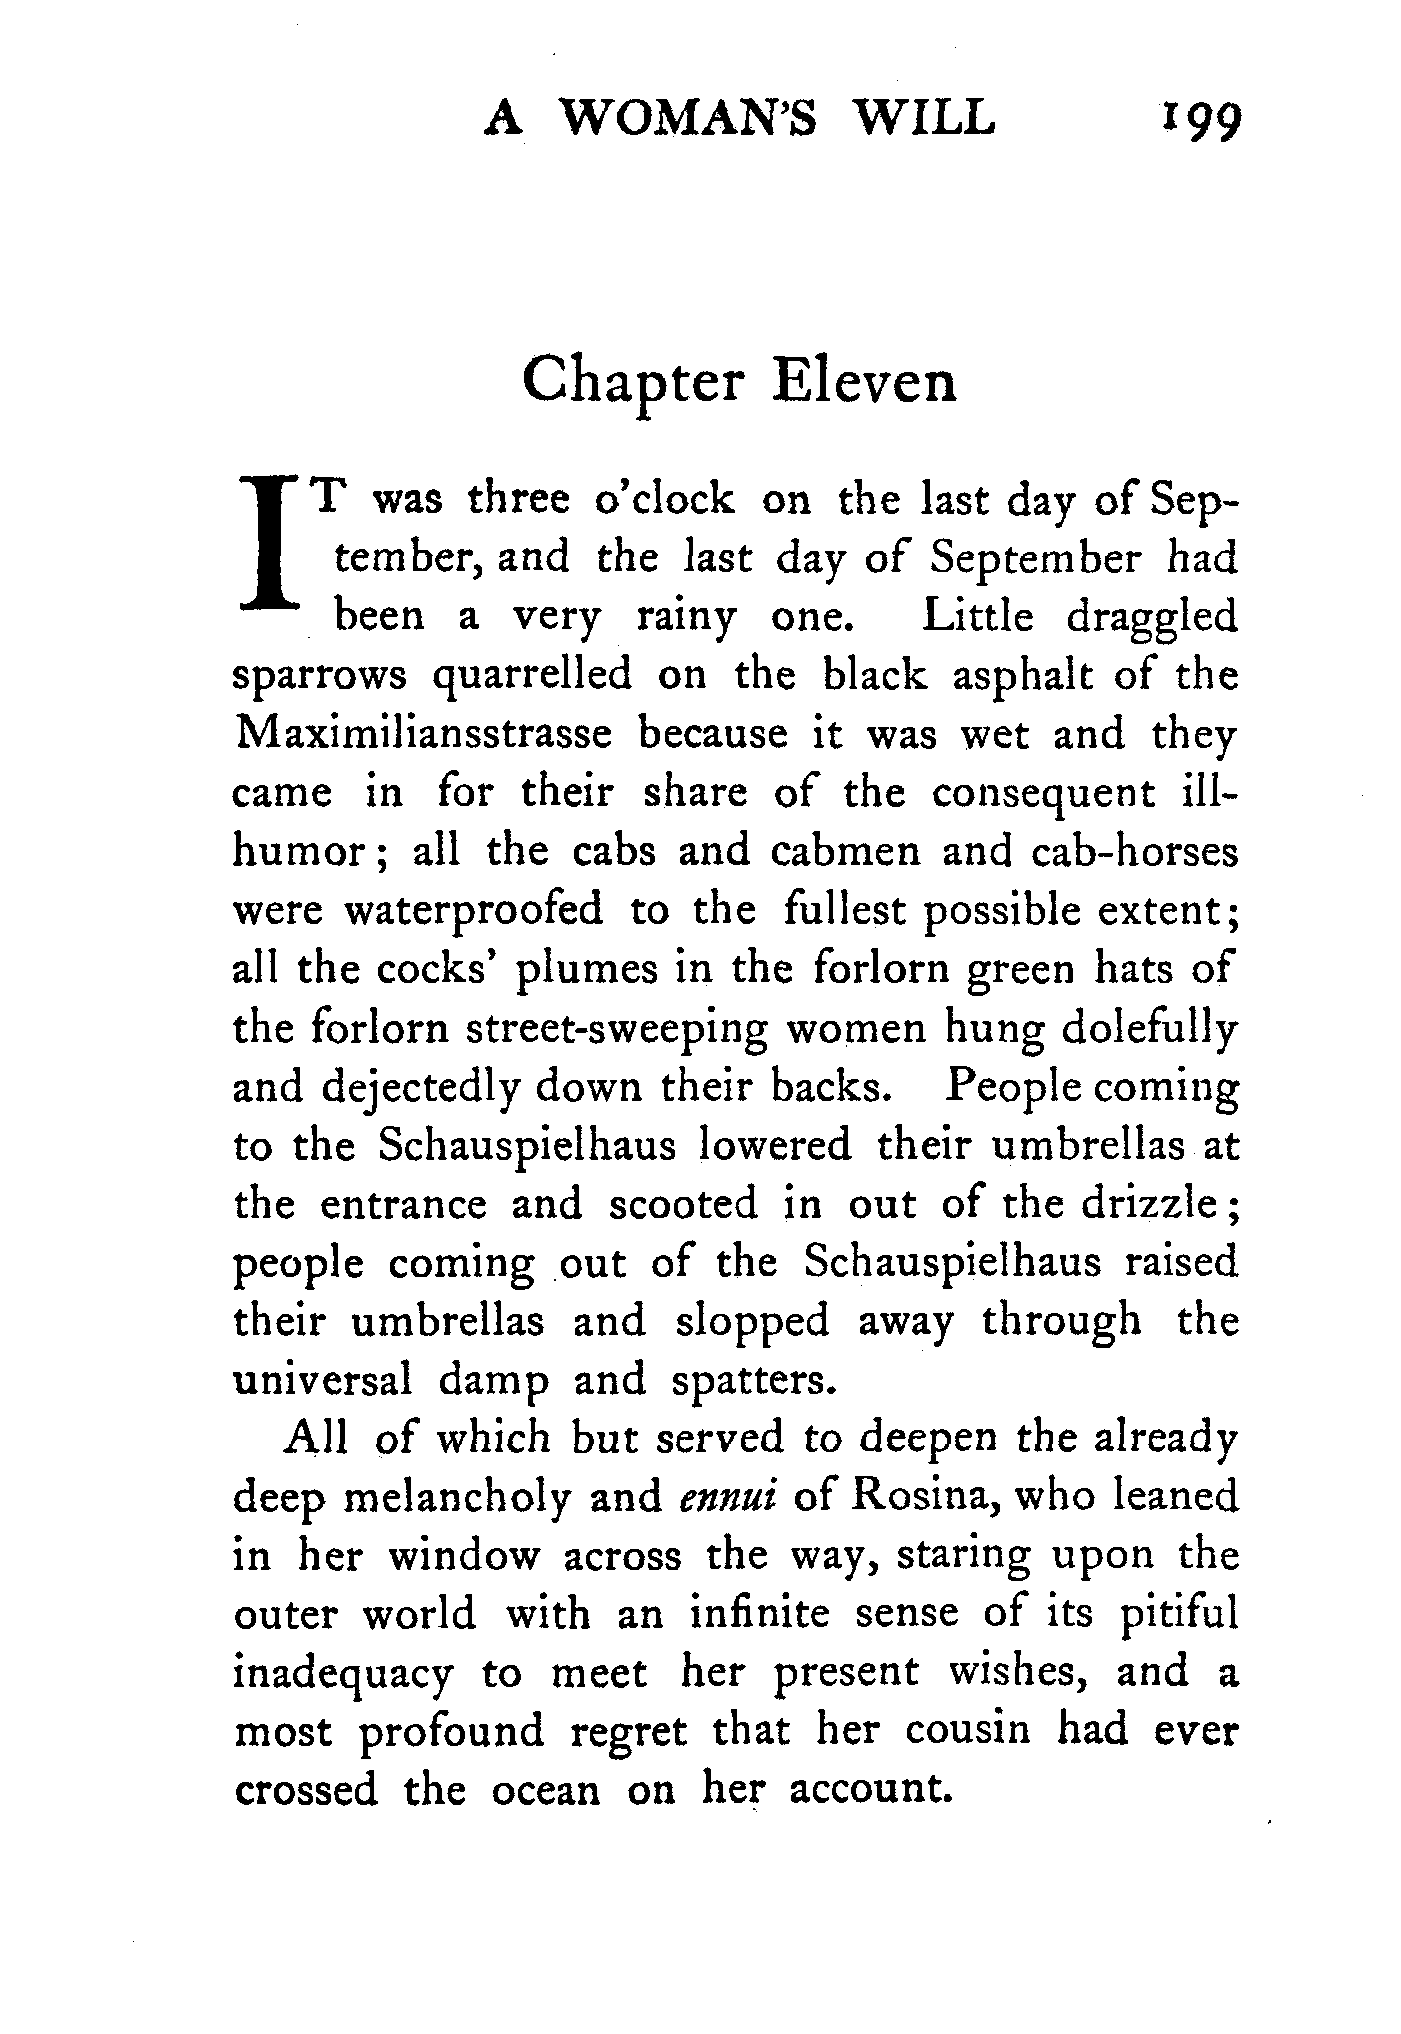 A WOMAN'S WILL 199
Chapter Eleven
IT was three o'clock on the last day of Sep-
tember, and the last day of September had
been a very rainy one. Little draggled
sparrows quarrelled on the black asphalt of the
Maximiliansstrasse because it was wet and they
came in for their share of the consequent ill-
humor; all the cabs and cabmen and cab-horses
were waterproofed to the fullest possible extent;
all the cocks' plumes in the forlorn green hats of
the forlorn street-sweeping women hung dolefully
and dejectedly down their backs. People coming
to the Schauspielhaus lowered their umbrellas at
the entrance and scooted in out of the drizzle;
people coming out of the Schauspielhaus raised
their umbrellas and slopped away through the
universal damp and spatters.
All of which but served to deepen the already
deep melancholy and ennui of Rosina, who leaned
in her window across the way, staring upon the
outer world with an infinite sense of its pitiful
inadequacy to meet her present wishes, and a
most profound regret that her cousin had ever
crossed the ocean on her account.